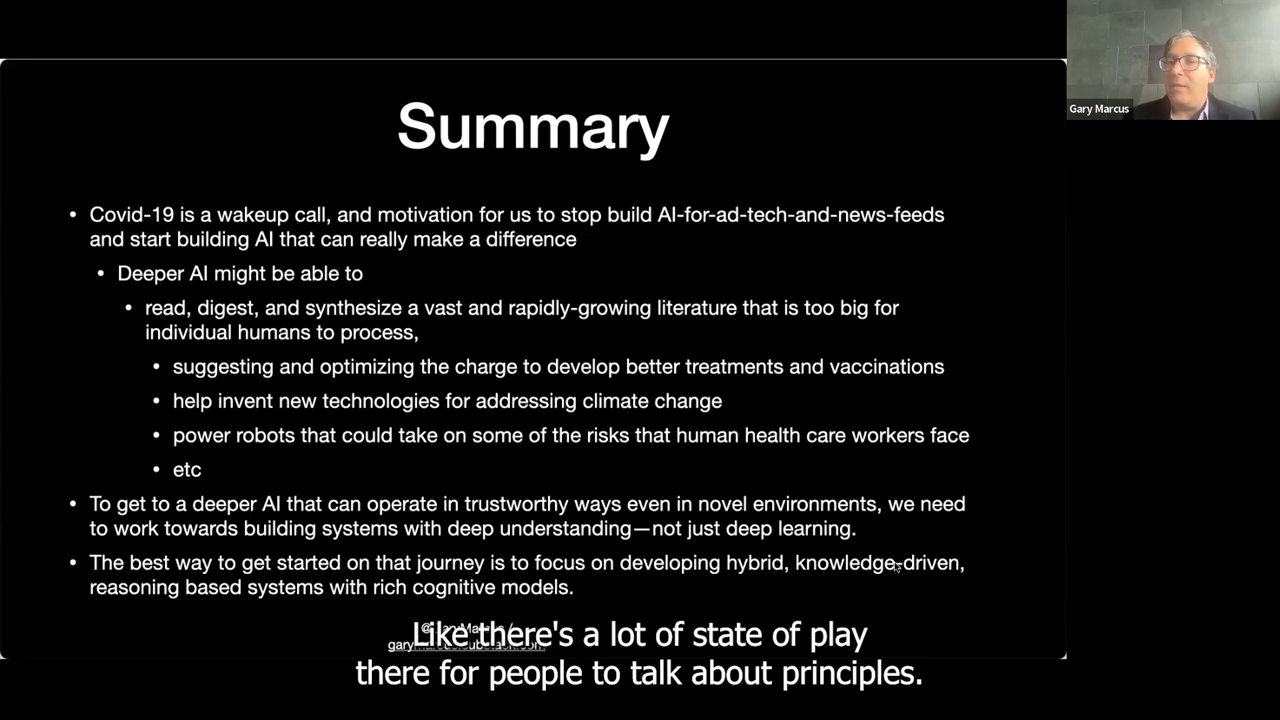 Summary
• Covid-19 is a wakeup call, and motivation for us to stop build AI-for-ad-tech-and-news-feeds
and start building AI that can really make a difference
• Deeper AI might be able to
• read, digest, and synthesize a vast and rapidly-growing literature that is too big for
individual humans to process,
• suggesting and optimizing the charge to develop better treatments and vaccinations
• help invent new technologies for addressing climate change
• power robots that could take on some of the risks that human health care workers face
• etc
• To get to a deeper AI that can operate in trustworthy ways even in novel environments, we need
to work towards building systems with deep understanding—not just deep learning.
• The best way to get started on that journey is to focus on developing hybrid, knowledge-driven,
reasoning based systems with rich cognitive models.
Like there's a lot of state of play
there for people to talk about principles.
Gary Marcus